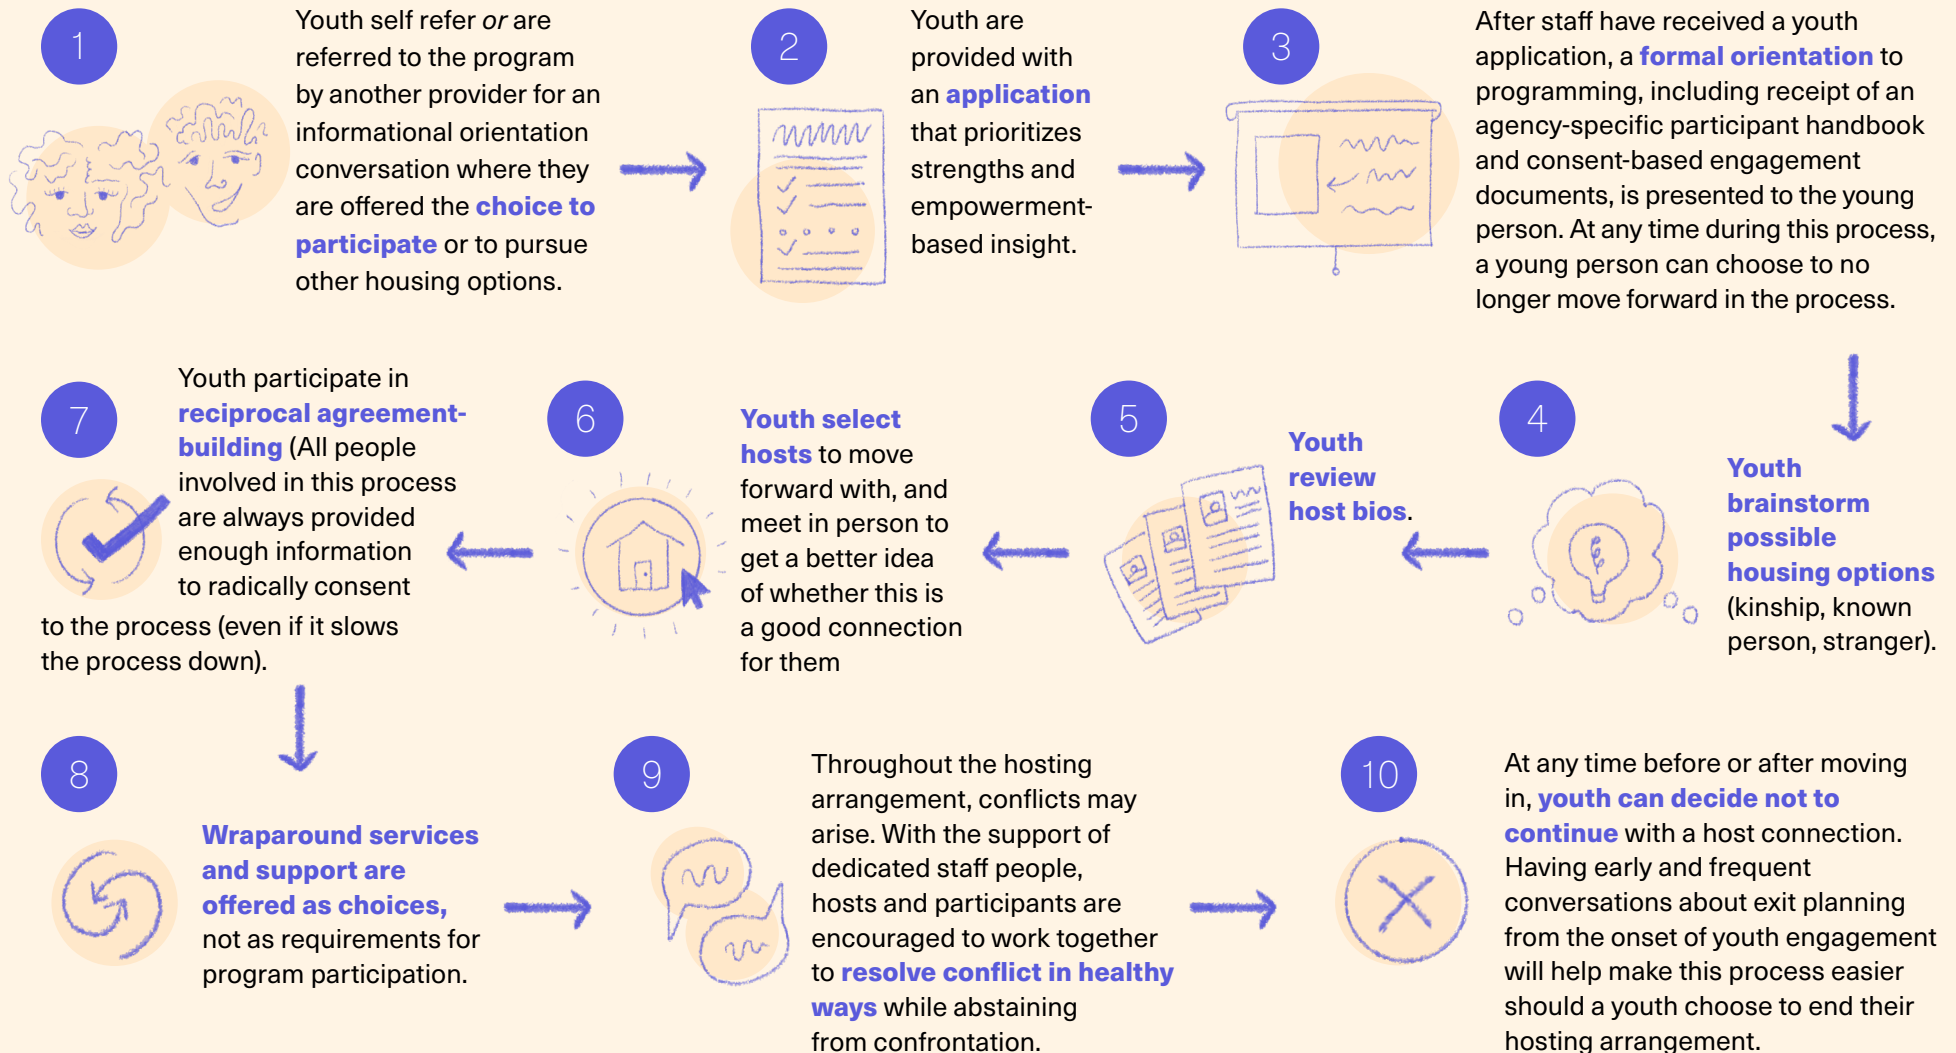 1
Youth self refer or are
referred to the program
by another provider for an
informational orientation
conversation where they
are offered the choice to
participate or to pursue
other housing options.
2
Youth are
provided with
an application
that prioritizes
strengths and
empowerment-
based insight.
3
After staff have received a youth
application, a formal orientation to
programming, including receipt of an
agency-specific participant handbook
and consent-based engagement
documents, is presented to the young
person. At any time during this process,
a young person can choose to no
longer move forward in the process.
4
Youth
brainstorm
possible
housing options
(kinship, known
person, stranger).
5
Youth
review
host bios.
6
Youth select
hosts to move
forward with, and
meet in person to
get a better idea
of whether this is
a good connection
for them
7
Youth participate in
reciprocal agreement-
building (All people
involved in this process
are always provided
enough information
to radically consent
to the process (even if it slows
the process down).
8
Wraparound services
and support are
offered as choices,
not as requirements for
program participation.
9
Throughout the hosting
arrangement, conflicts may
arise. With the support of
dedicated staff people,
hosts and participants are
encouraged to work together
to resolve conflict in healthy
ways while abstaining
from confrontation.
10
At any time before or after moving
in, youth can decide not to
continue with a host connection.
Having early and frequent
conversations about exit planning
from the onset of youth engagement
will help make this process easier
should a youth choose to end their
hosting arrangement.